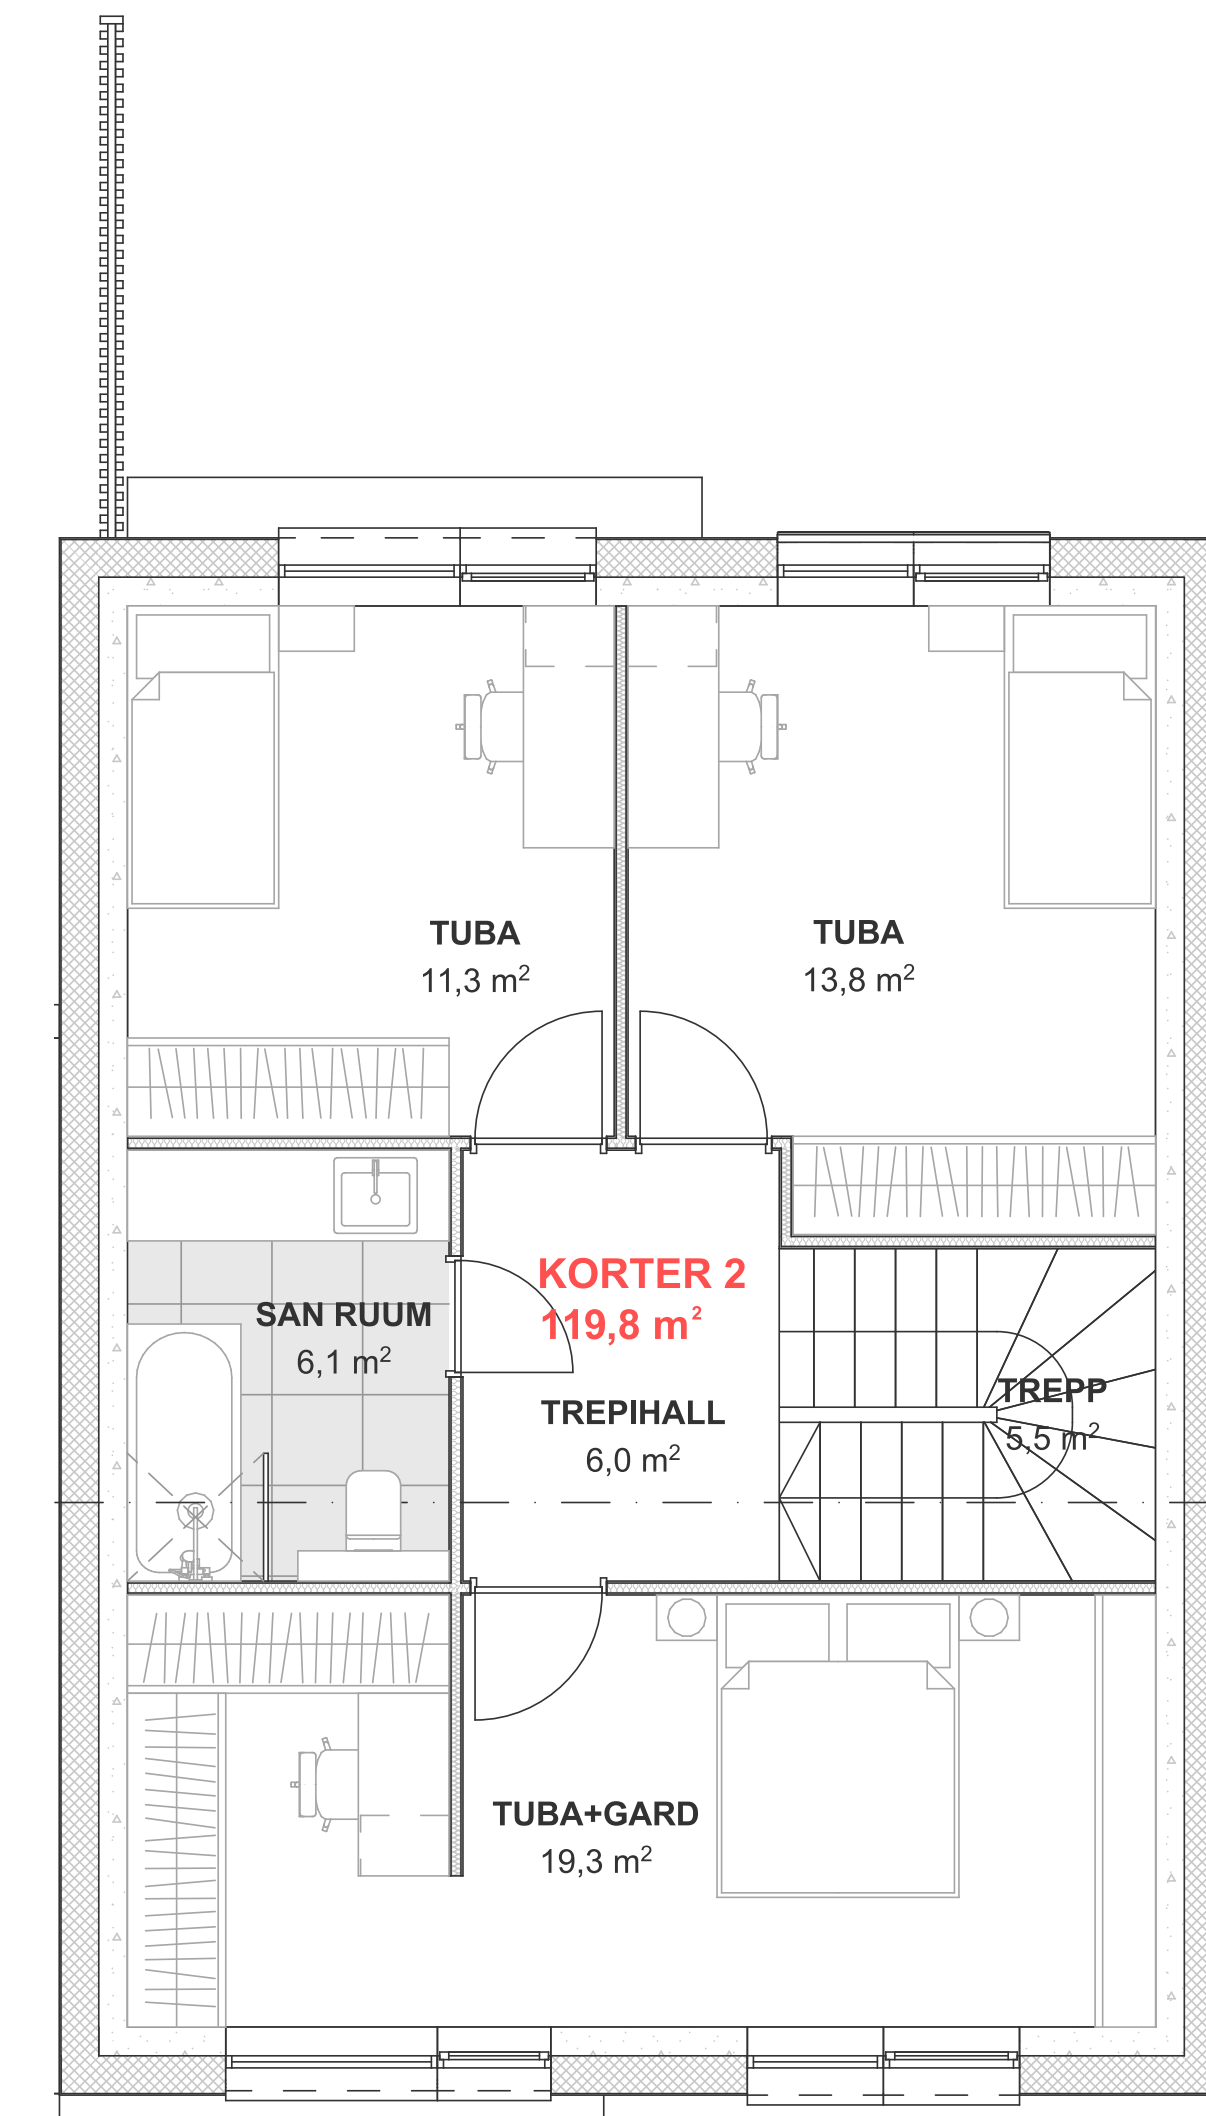 TUBA
11,3 m²
TUBA
13,8 m²
KORTER 2
119,8 m²
SAN RUUM
6,1 m²
TREPP
5,5 m²
TREPIHALL
6,0 m²
TUBA+GARD
19,3 m²